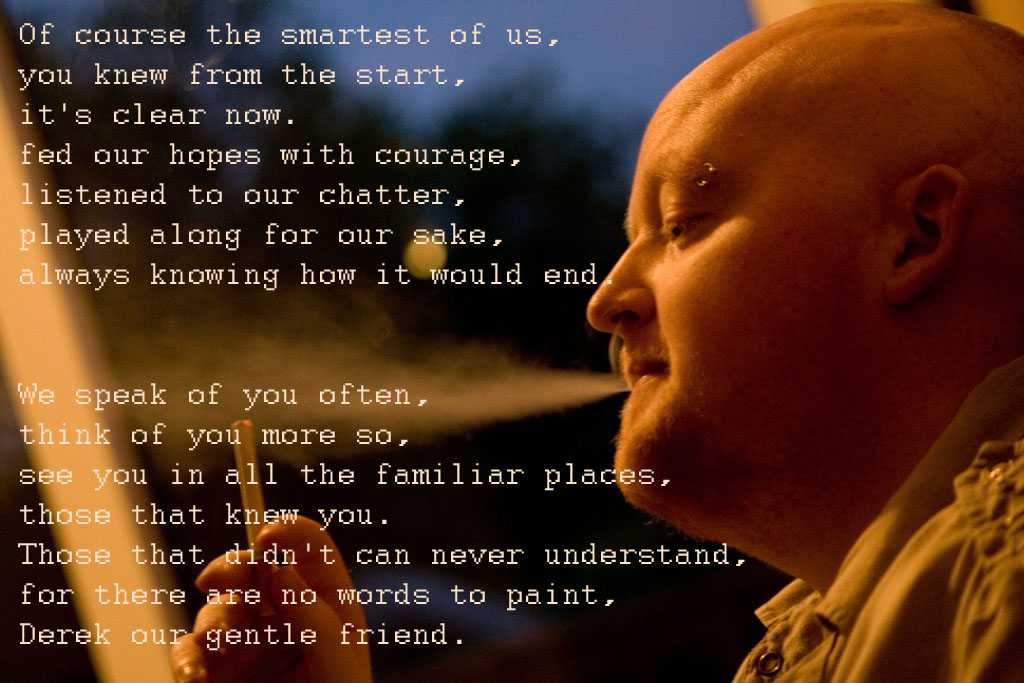 Of course the smartest of us,
you knew from the start,
it's clear now.
fed our hopes with courage,
listened to our chatter,
played along for our sake,
always knowing how it would end.
We speak of you often,
think of you more so,
see you in all the familiar places,
those that knew you.
Those that didn't can never understand,
for there are no words to paint,
Derek our gentle friend.